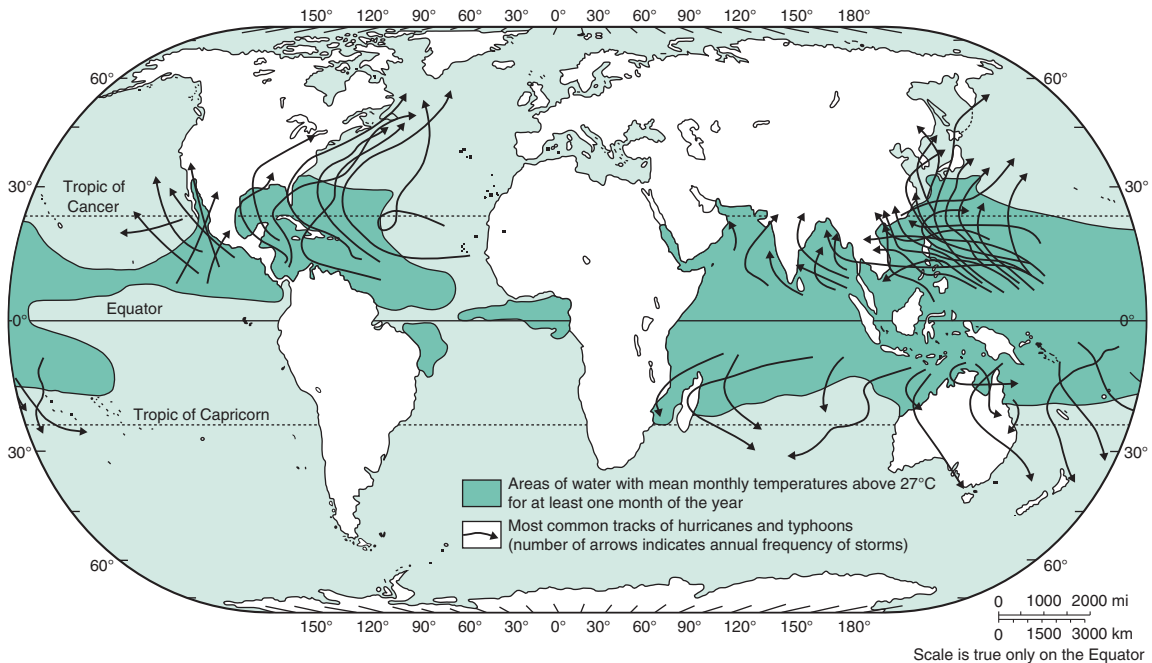 150° 120° 90° 60° 30° 0° 30° 60° 90° 120° 150° 180°
60° 60°
30° 30°
Tropic of
Cancer
Equator
0° 0°
Tropic of Capricorn
30° 30°
Areas of water with mean monthly temperatures above 27°C
for at least one month of the year
Most common tracks of hurricanes and typhoons
(number of arrows indicates annual frequency of storms)
60° 60°
150° 120° 90° 60° 30° 0° 30° 60° 90° 120° 150° 180°
0 1000 2000 mi
0 1500 3000 km
Scale is true only on the Equator